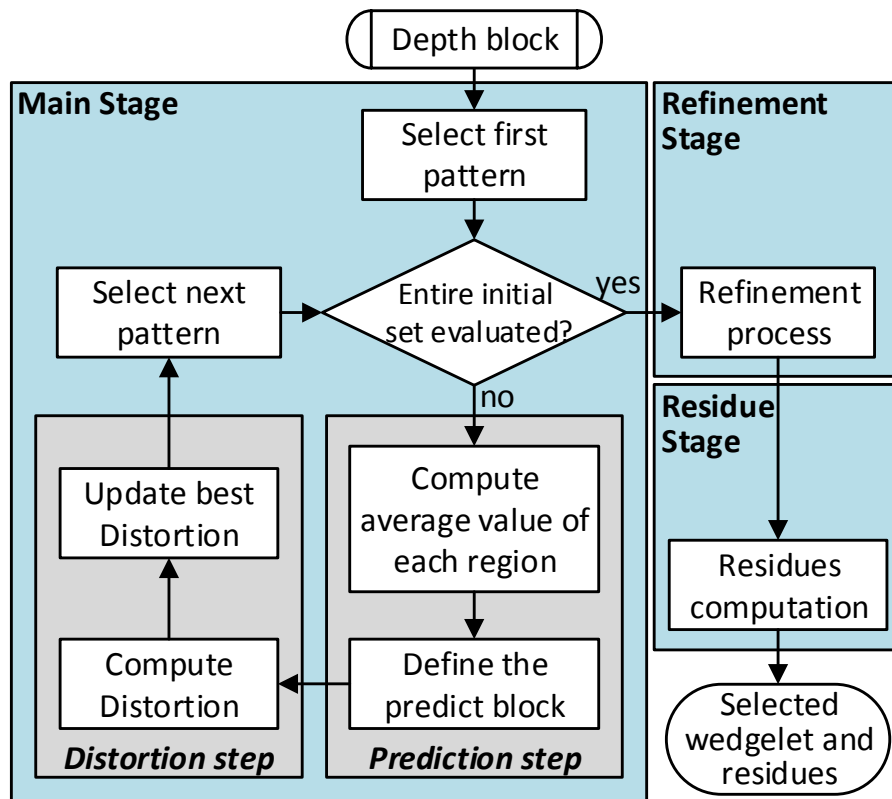 Depth block
Main Stage
Select first
pattern
Refinement
Stage
Select next
pattern
Entire initial
set evaluated?
yes
Refinement
process
no
Residue
Stage
Update best
Distortion
Compute
average value of
each region
Residues
computation
Compute
Distortion
Define the
predict block
Distortion step
Prediction step
Selected
wedgelet and
residues